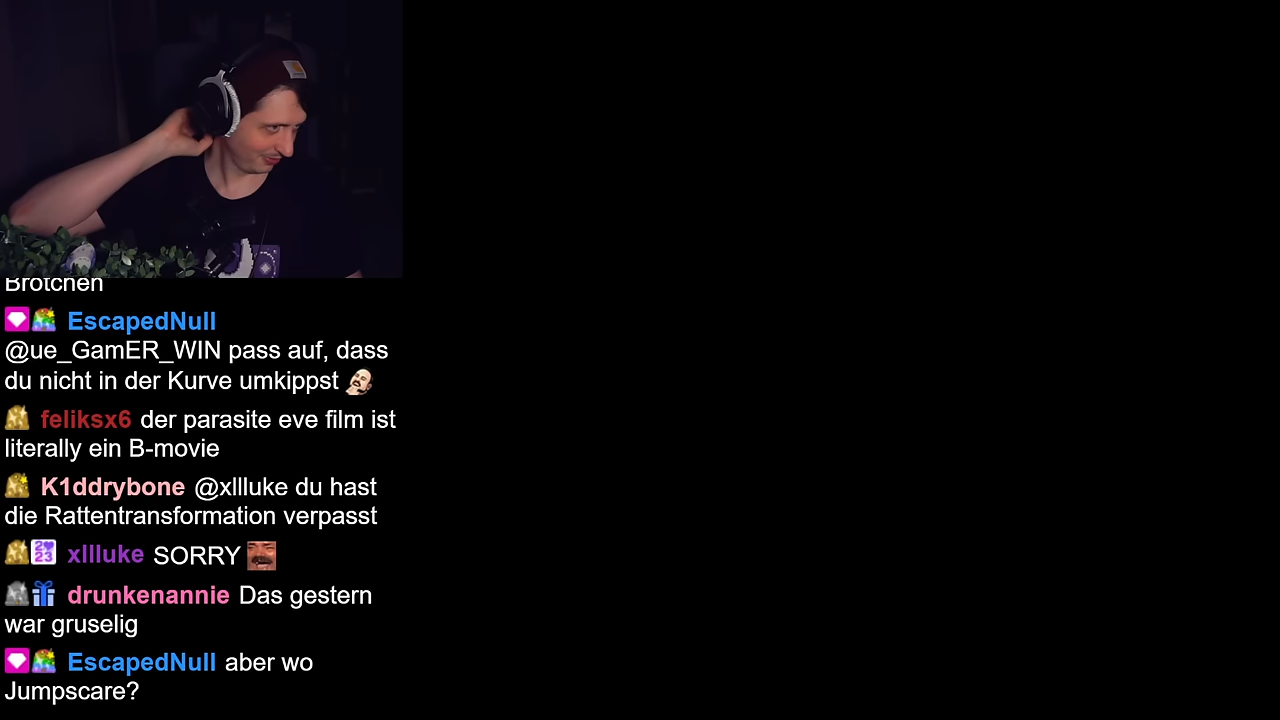 Brötchen
EscapedNull
@ue_GamER_WIN pass auf, dass
du nicht in der Kurve umkippst
feliksx6 der parasite eve film ist
literally ein B-movie
K1ddrybone @xllluke du hast
die Rattentransformation verpasst
xllluke SORRY
drunkenannie Das gestern
war gruselig
EscapedNull aber wo
Jumpscare?